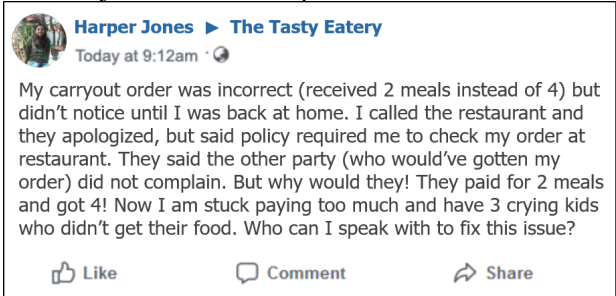 Harper Jones ▶ The Tasty Eatery
Today at 9:12am ·
My carryout order was incorrect (received 2 meals instead of 4) but
didn't notice until I was back at home. I called the restaurant and
they apologized, but said policy required me to check my order at
restaurant. They said the other party (who would've gotten my
order) did not complain. But why would they! They paid for 2 meals
and got 4! Now I am stuck paying too much and have 3 crying kids
who didn't get their food. Who can I speak with to fix this issue?
Like Comment Share